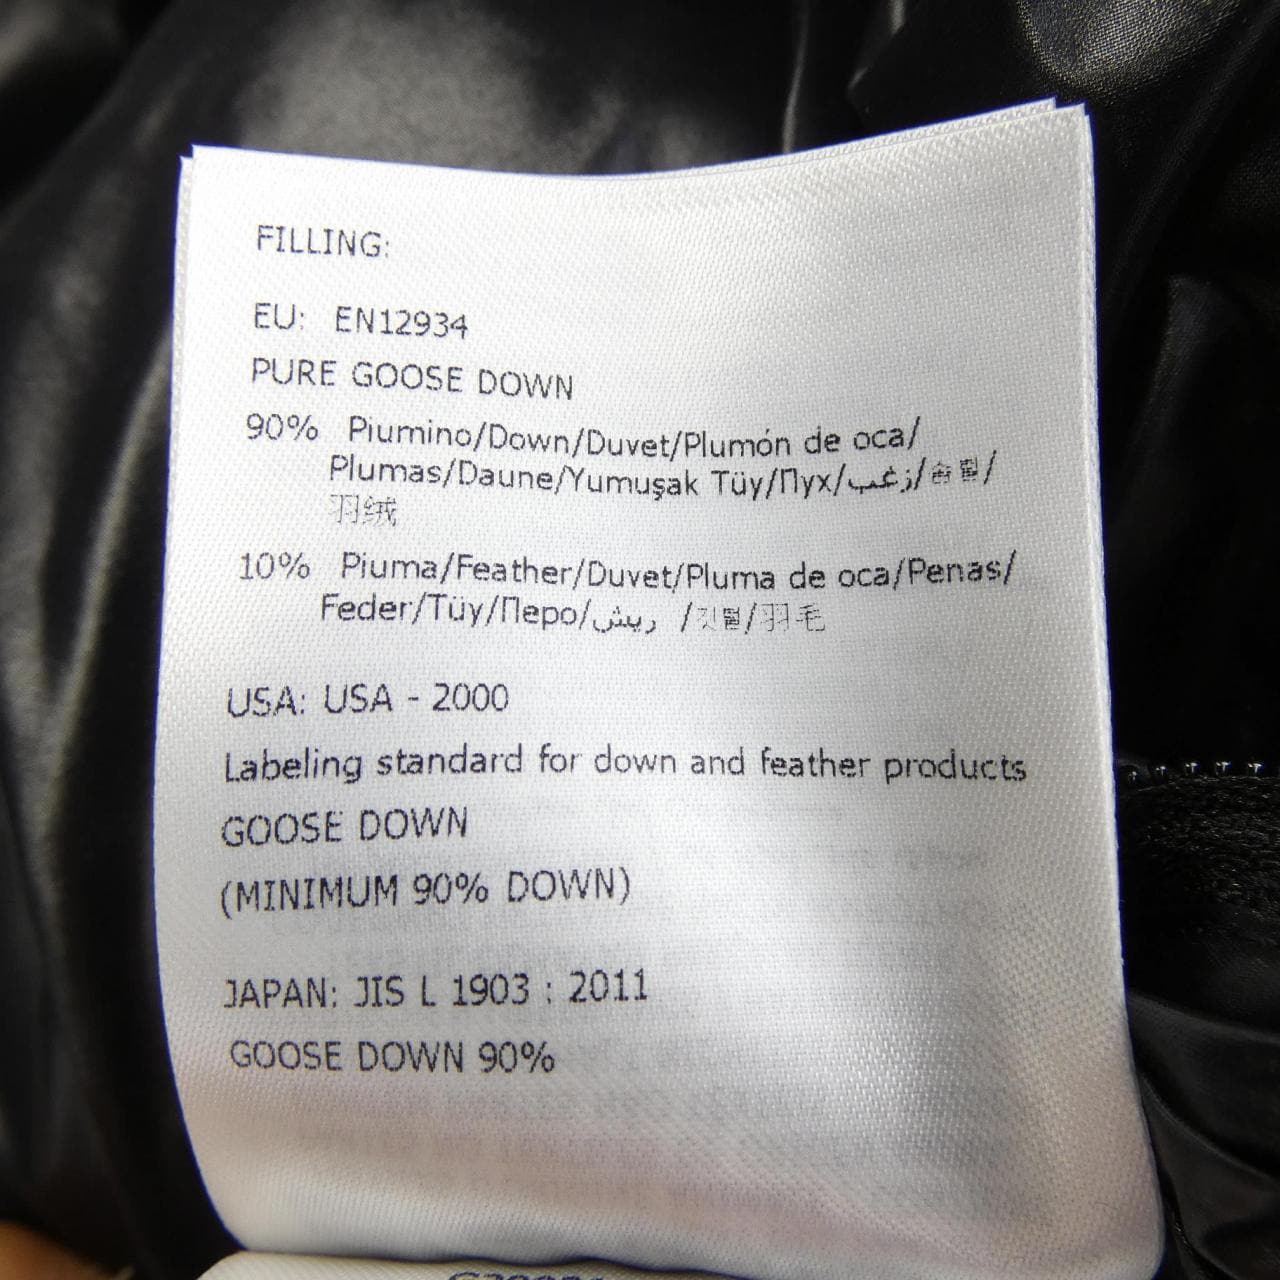 FILLING:
EU: EN12934
PURE GOOSE DOWN
90% Piumino/Down/Duvet/Plumón de oca/
Plumas/Daune/Yumuşak Tüy/Пух/زغب/솜털/
羽绒
10% Piuma/Feather/Duvet/Pluma de oca/Penas/
Feder/Tüy/Перо/ريش /깃털/羽毛
USA: USA - 2000
Labeling standard for down and feather products
GOOSE DOWN
(MINIMUM 90% DOWN)
JAPAN: JIS L 1903 : 2011
GOOSE DOWN 90%